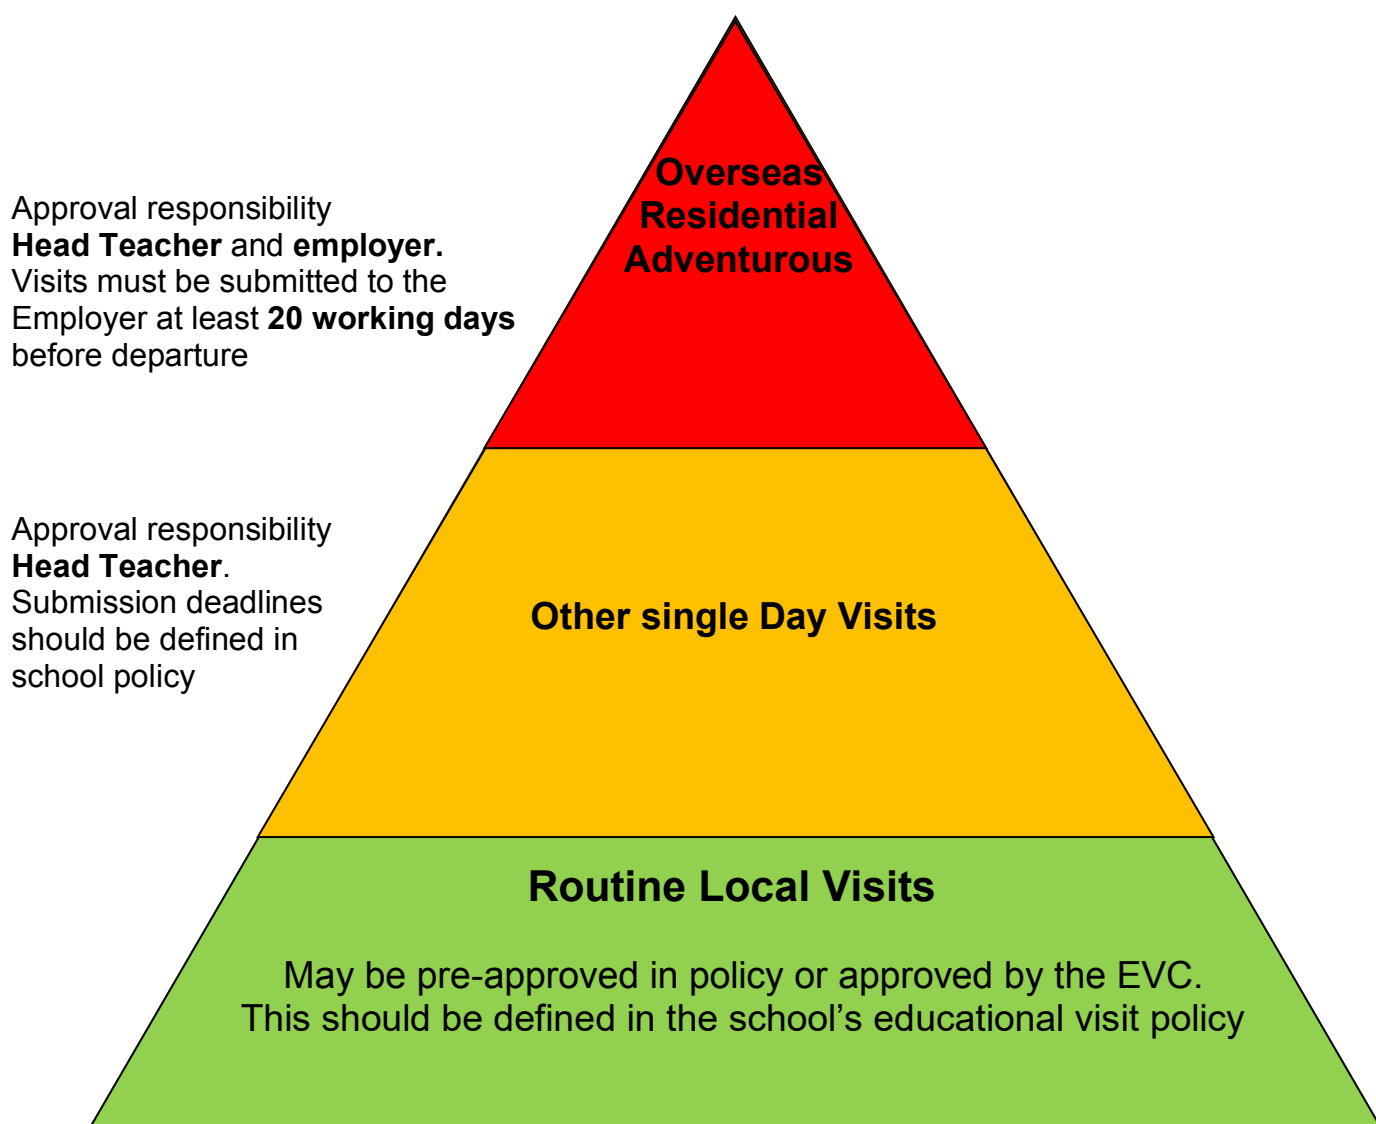 Overseas
Residential
Adventurous
Approval responsibility
Head Teacher and employer.
Visits must be submitted to the
Employer at least 20 working days
before departure
Approval responsibility
Head Teacher.
Submission deadlines
should be defined in
school policy
Other single Day Visits
Routine Local Visits
May be pre-approved in policy or approved by the EVC.
This should be defined in the school’s educational visit policy